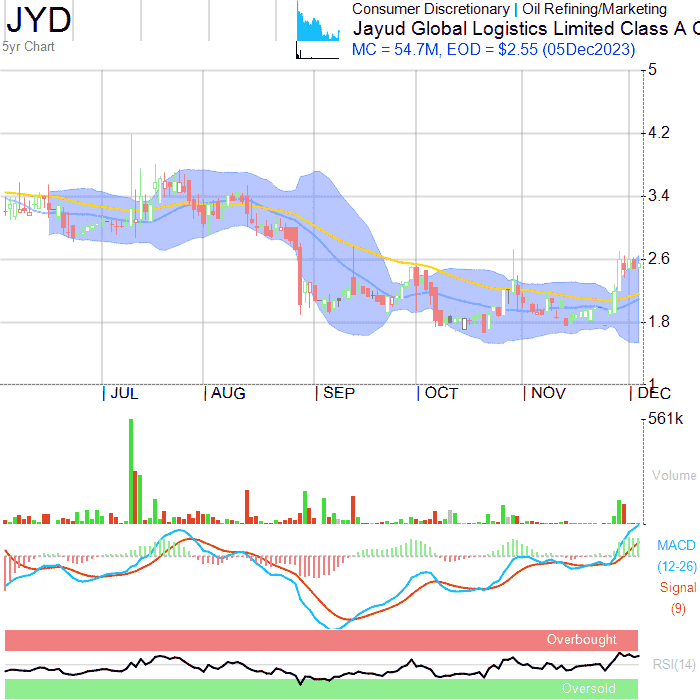 JYD
5yr Chart
Consumer Discretionary | Oil Refining/Marketing
Jayud Global Logistics Limited Class A
MC = 54.7M, EOD = $2.55 (05Dec2023)
5
4.2
3.4
2.6
1.8
1
JUL AUG SEP OCT NOV DEC
561k
Volume
MACD
(12-26)
Signal
(9)
Overbought
RSI(14)
Oversold